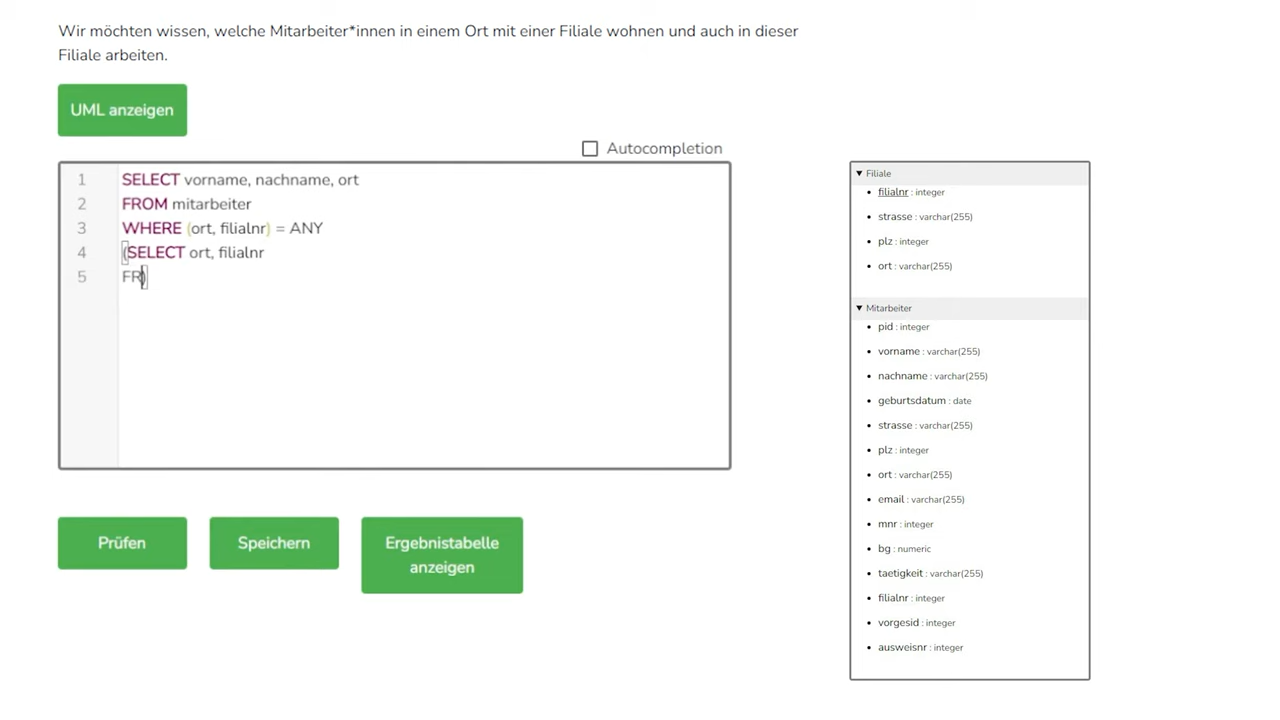 Wir möchten wissen, welche Mitarbeiter*innen in einem Ort mit einer Filiale wohnen und auch in dieser
Filiale arbeiten.
UML anzeigen
Autocompletion
1 SELECT vorname, nachname, ort
2 FROM mitarbeiter
3 WHERE (ort, filialnr) = ANY
4 (SELECT ort, filialnr
5 FR)
Prüfen
Speichern
Ergebnistabelle
anzeigen
Filiale
filialnr : integer
strasse : varchar(255)
plz : integer
ort : varchar(255)
Mitarbeiter
pid : integer
vorname : varchar(255)
nachname : varchar(255)
geburtsdatum : date
strasse : varchar(255)
plz : integer
ort : varchar(255)
email : varchar(255)
mnr : integer
bg : numeric
taetigkeit : varchar(255)
filialnr : integer
vorgesid : integer
ausweisnr : integer